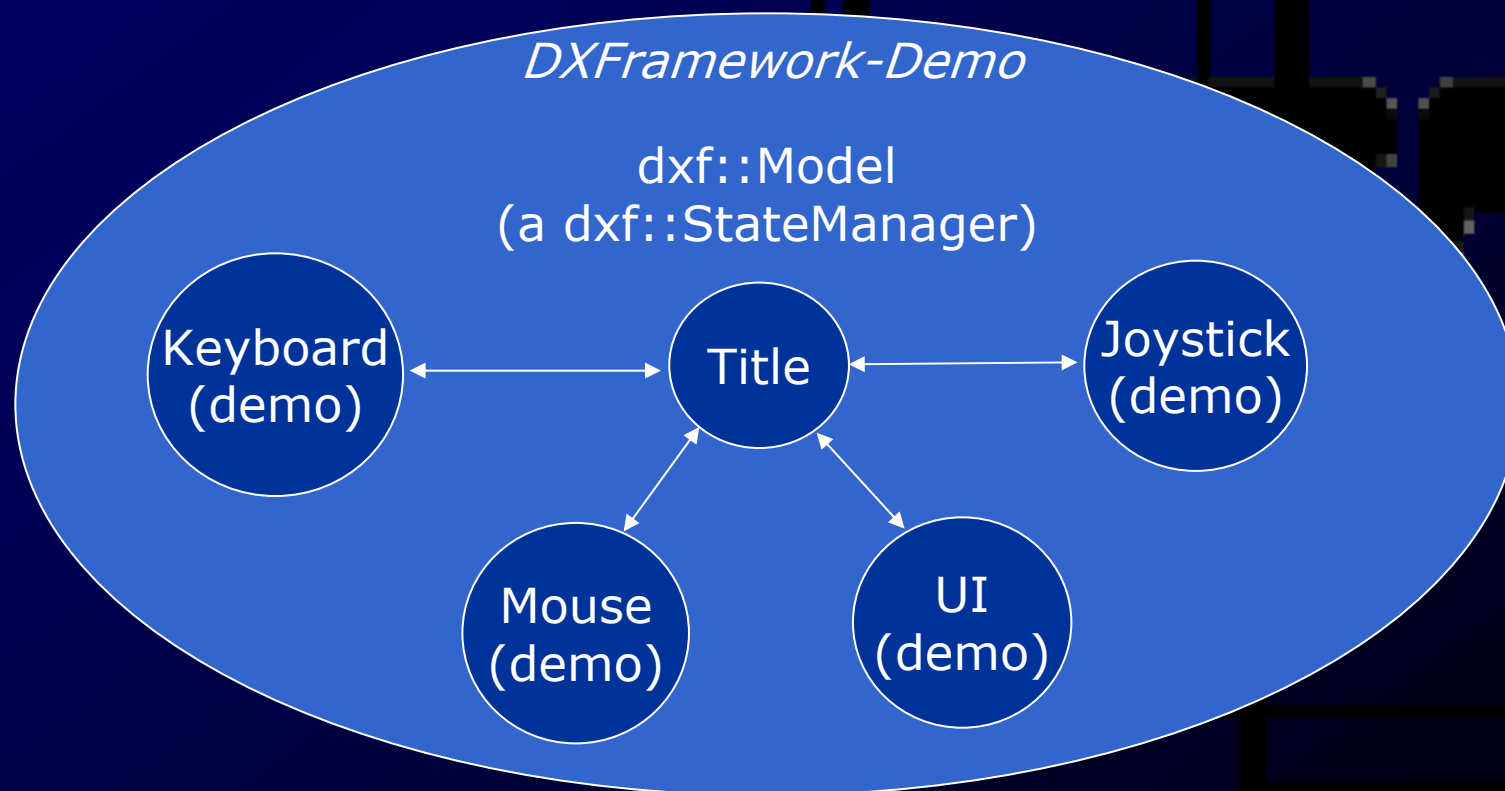 DXFramework-Demo
dxf::Model
(a dxf::StateManager)
Keyboard
(demo)
Title
Joystick
(demo)
Mouse
(demo)
UI
(demo)